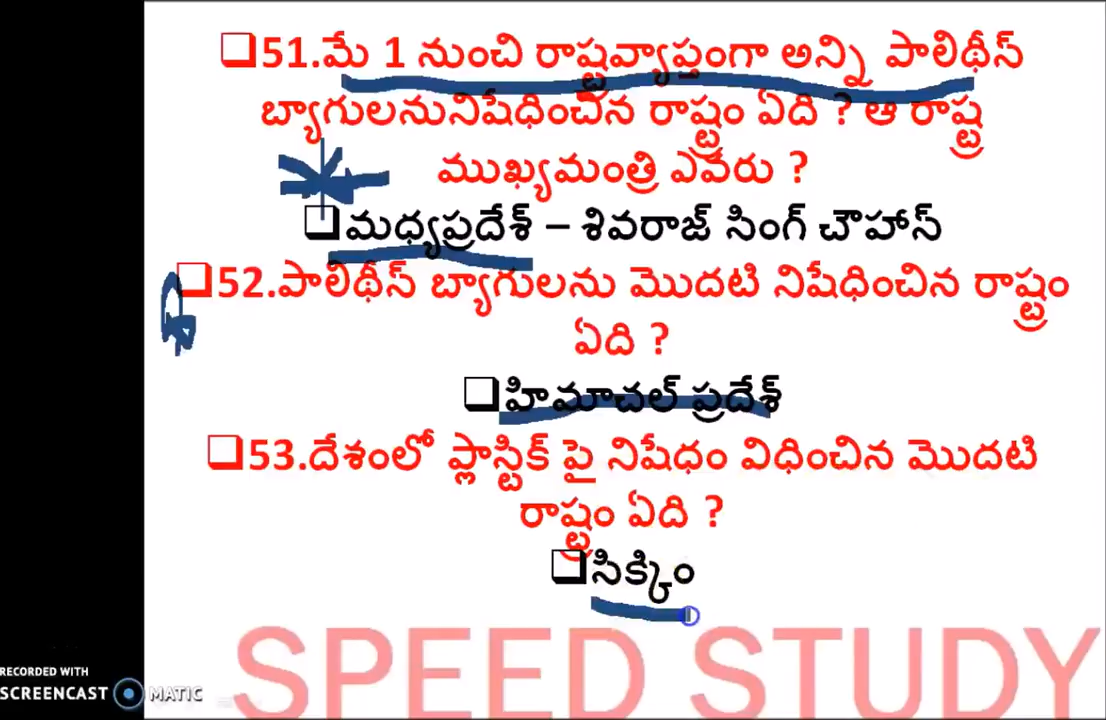 51.మే 1 నుంచి రాష్ట్రవ్యాప్తంగా అన్ని పాలిథీన్
బ్యాగులనునిషేధించిన రాష్ట్రం ఏది ? ఆ రాష్ట్ర
ముఖ్యమంత్రి ఎవరు ?
మధ్యప్రదేశ్ – శివరాజ్ సింగ్ చౌహాన్
52.పాలిథీన్ బ్యాగులను మొదటి నిషేధించిన రాష్ట్రం
ఏది ?
హిమాచల్ ప్రదేశ్
53.దేశంలో ప్లాస్టిక్ పై నిషేధం విధించిన మొదటి
రాష్ట్రం ఏది ?
సిక్కిం
SPEED STUDY
RECORDED WITH
SCREENCAST MATIC